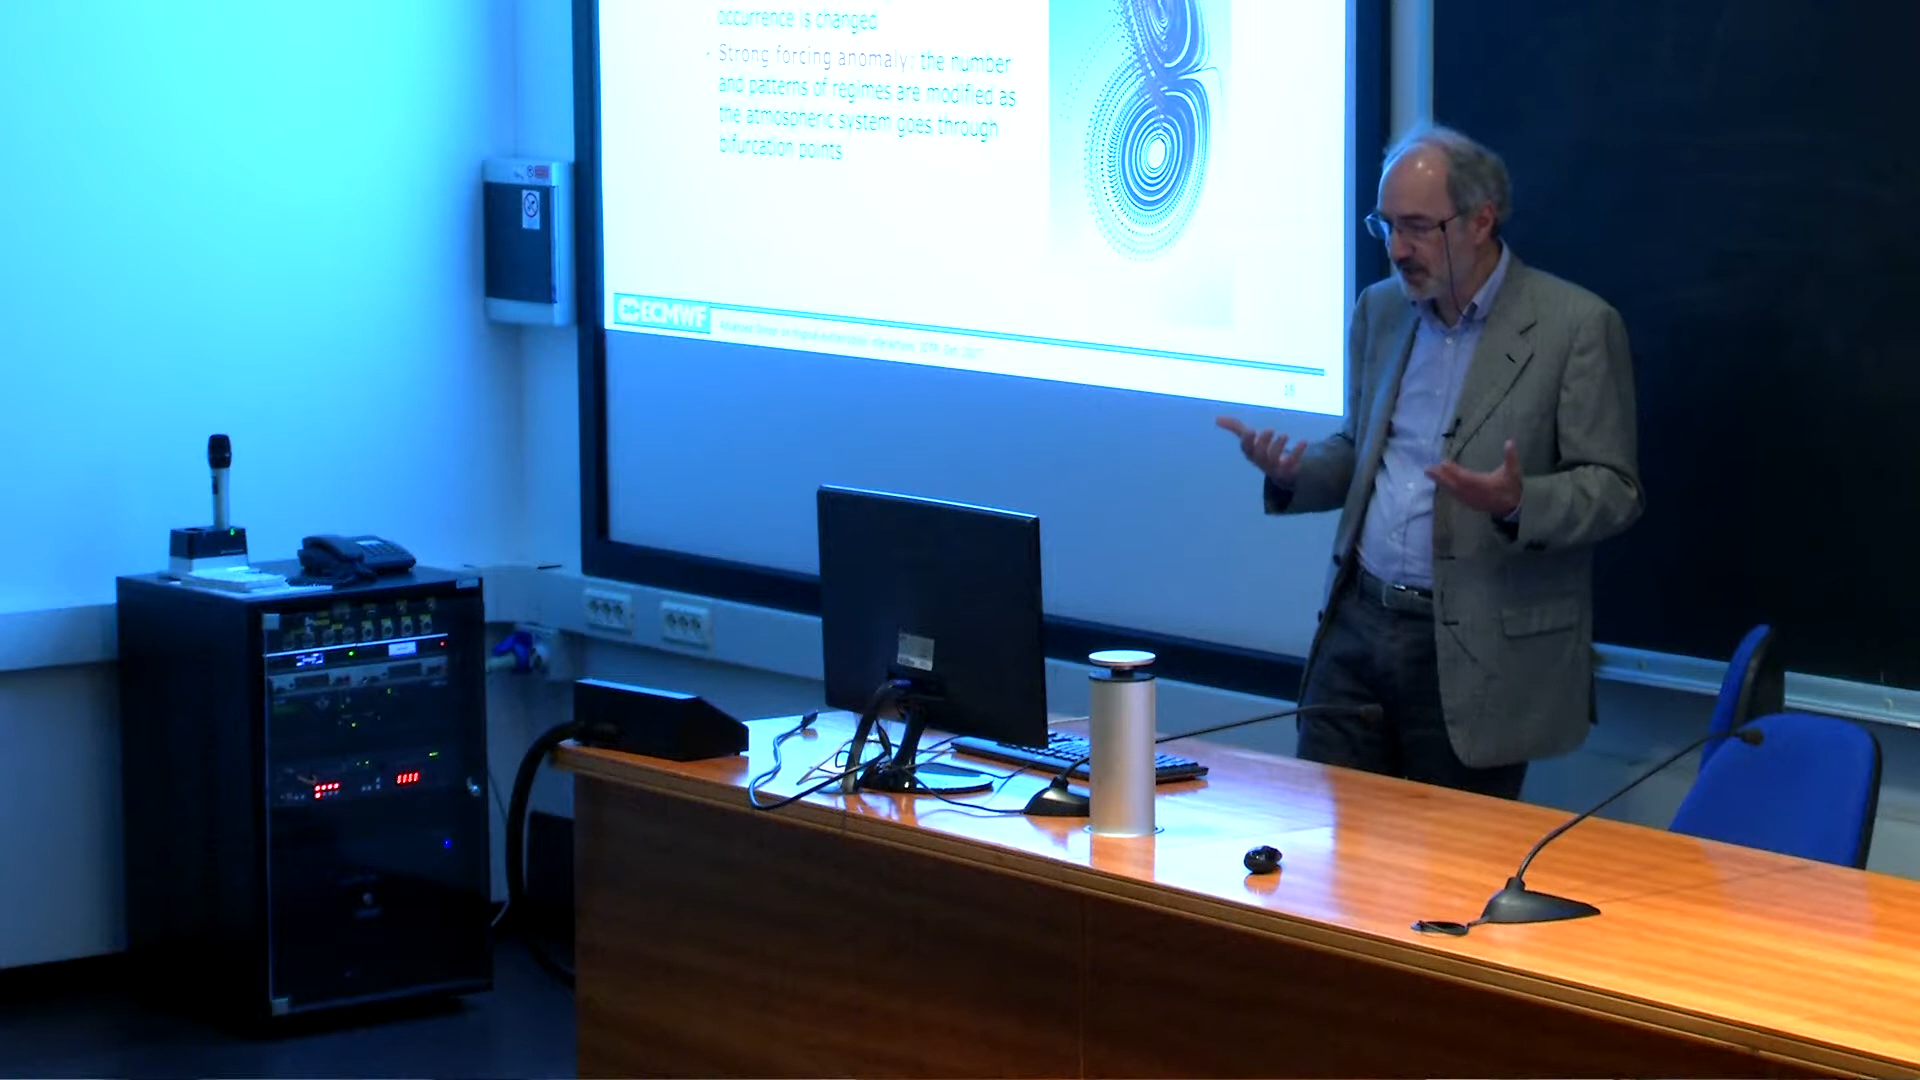 occurrence is changed
Strong forcing anomaly: the number
and patterns of regimes are modified as
the atmospheric system goes through
bifurcation points
ECMWF
18